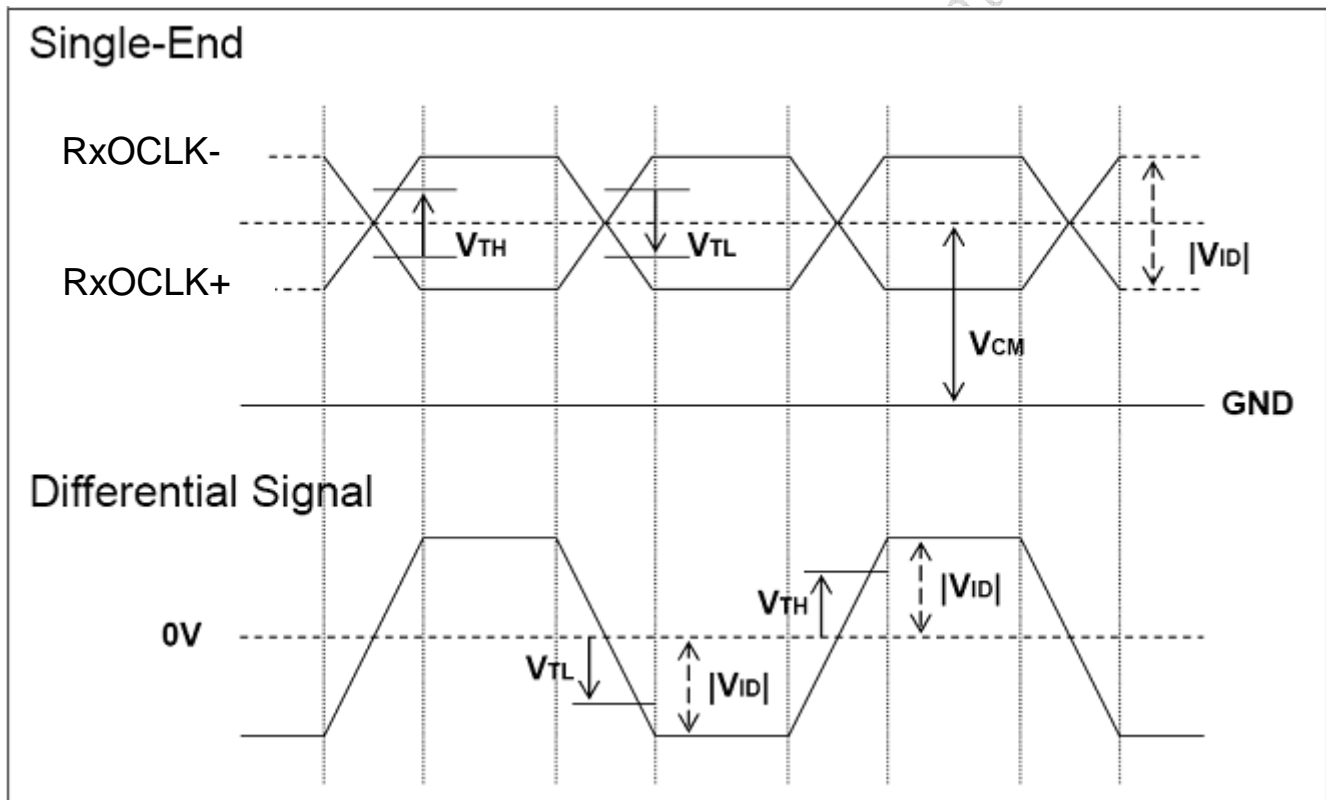 Single-End
RxOCLK-
VTH
VTL
|VID|
RxOCLK+
VCM
GND
Differential Signal
VTH
|VID|
0V
VTL
|VID|